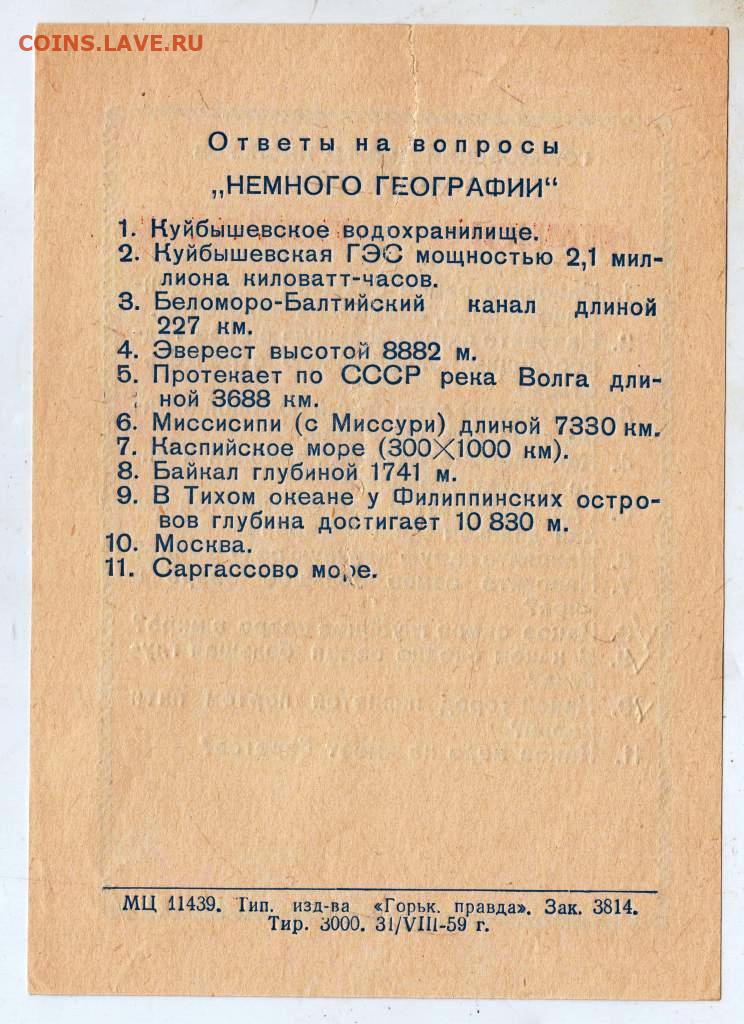 COINS.LAVE.RU
Ответы на вопросы
„НЕМНОГО ГЕОГРАФИИ“
1. Куйбышевское водохранилище.
2. Куйбышевская ГЭС мощностью 2,1 мил-
лиона киловатт-часов.
3. Беломоро-Балтийский канал длиной
227 км.
4. Эверест высотой 8882 м.
5. Протекает по СССР река Волга дли-
ной 3688 км.
6. Миссисипи (с Миссури) длиной 7330 км.
7. Каспийское море (300×1000 км).
8. Байкал глубиной 1741 м.
9. В Тихом океане у Филиппинских остро-
вов глубина достигает 10 830 м.
10. Москва.
11. Саргассово море.
МЦ 11439. Тип. изд-ва «Горьк. правда». Зак. 3814.
Тир. 3000. 31/VIII-59 г.